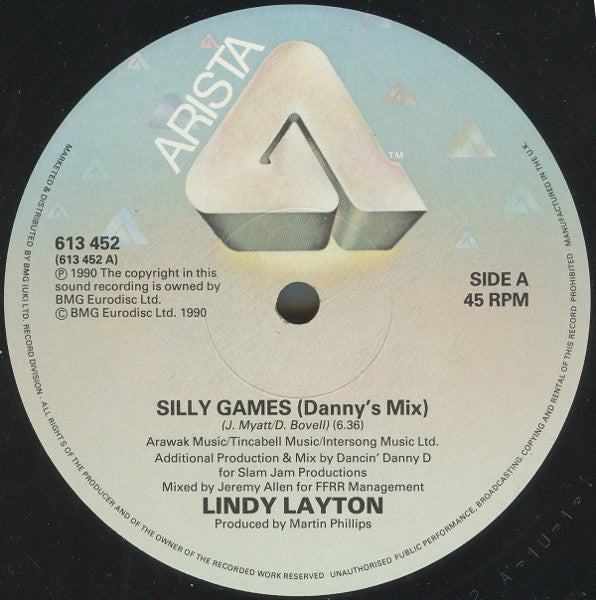 ARISTA
TM
613 452
(613 452 A)
Ⓟ 1990 The copyright in this
sound recording is owned by
BMG Eurodisc Ltd.
© BMG Eurodisc Ltd. 1990
SIDE A
45 RPM
SILLY GAMES (Danny's Mix)
(J. Myatt/D. Bovell) (6.36)
Arawak Music/Tincabell Music/Intersong Music Ltd.
Additional Production & Mix by Dancin' Danny D
for Slam Jam Productions
Mixed by Jeremy Allen for FFRR Management
LINDY LAYTON
Produced by Martin Phillips
MARKETED & DISTRIBUTED BY BMG (UK) LTD. RECORD DIVISION · ALL RIGHTS OF THE PRODUCER AND OF THE OWNER OF THE RECORDED WORK RESERVED UNAUTHORISED PUBLIC PERFORMANCE, BROADCASTING, COPYING AND RENTAL OF THIS RECORD PROHIBITED. MANUFACTURED IN THE U.K.